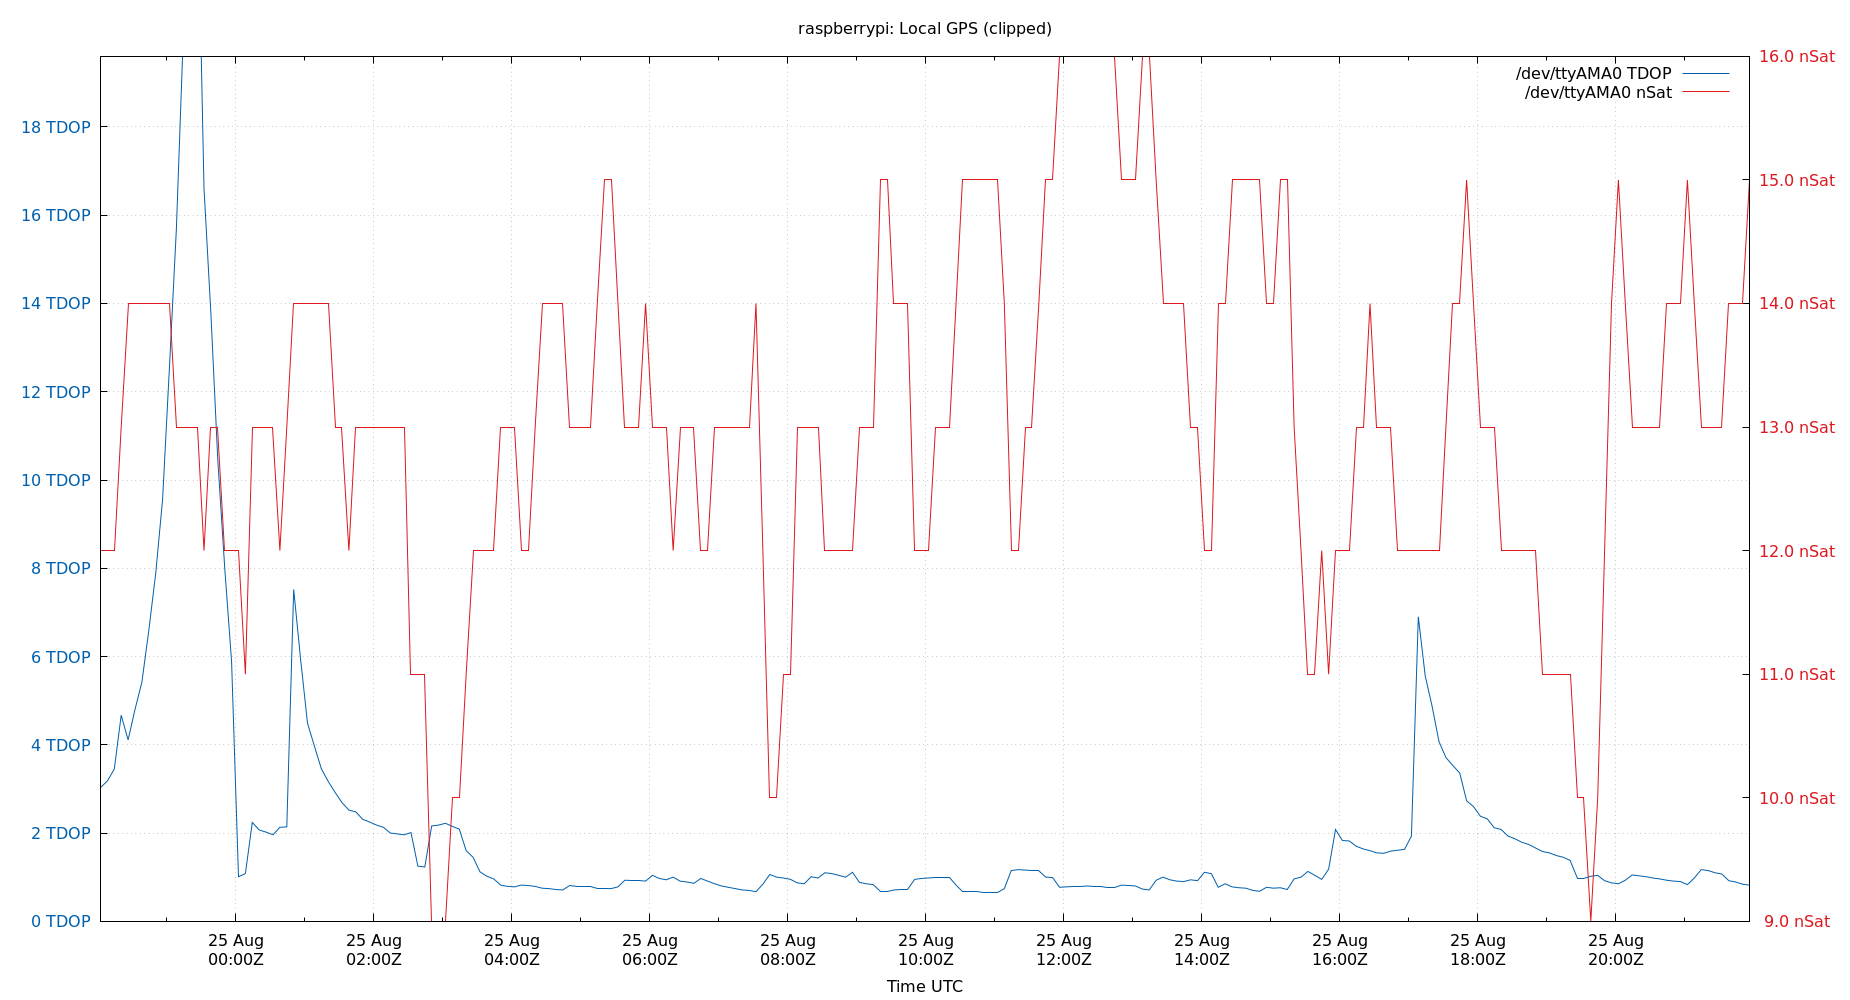 raspberrypi: Local GPS (clipped)
/dev/ttyAMA0 TDOP
/dev/ttyAMA0 nSat
18 TDOP
16 TDOP
14 TDOP
12 TDOP
10 TDOP
8 TDOP
6 TDOP
4 TDOP
2 TDOP
0 TDOP
16.0 nSat
15.0 nSat
14.0 nSat
13.0 nSat
12.0 nSat
11.0 nSat
10.0 nSat
9.0 nSat
25 Aug 25 Aug 25 Aug 25 Aug 25 Aug 25 Aug 25 Aug 25 Aug 25 Aug 25 Aug 25 Aug
00:00Z 02:00Z 04:00Z 06:00Z 08:00Z 10:00Z 12:00Z 14:00Z 16:00Z 18:00Z 20:00Z
Time UTC